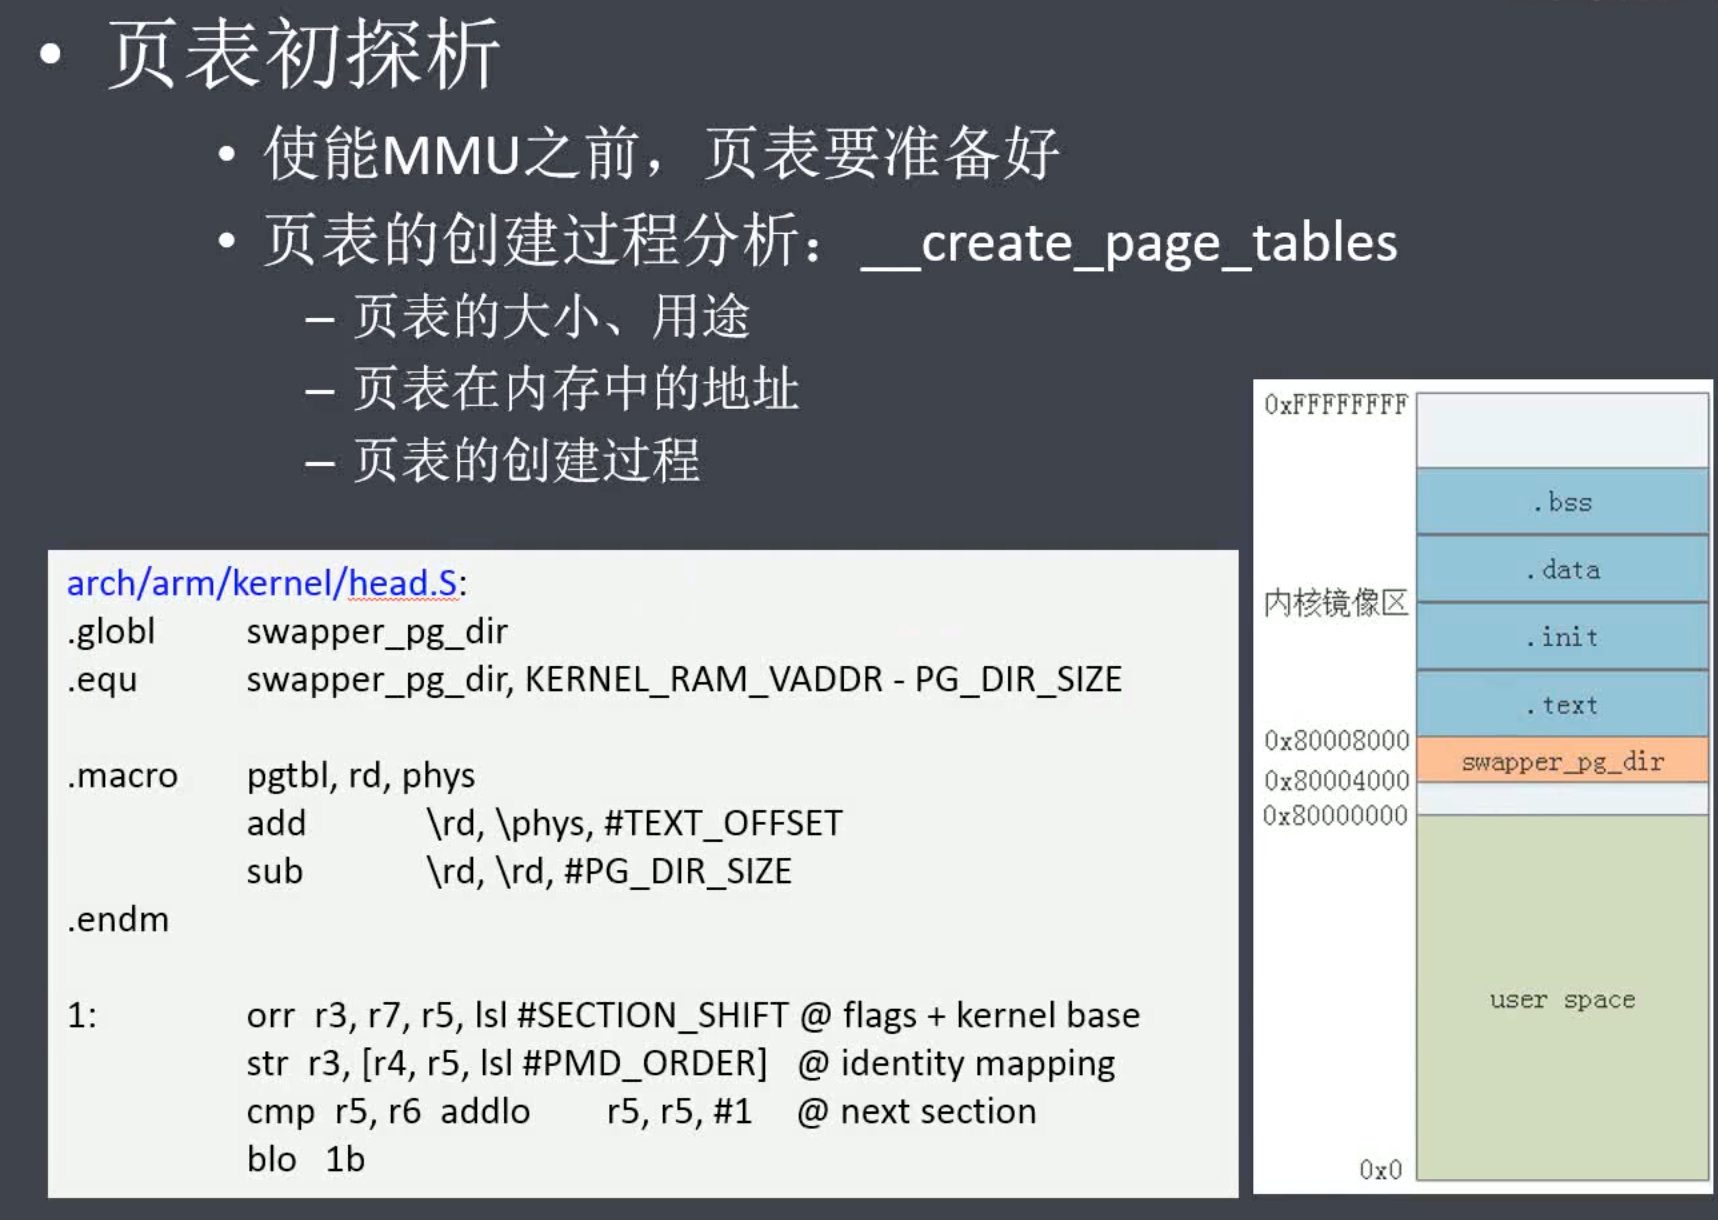 • 页表初探析
• 使能MMU之前，页表要准备好
• 页表的创建过程分析：__create_page_tables
– 页表的大小、用途
– 页表在内存中的地址
– 页表的创建过程
arch/arm/kernel/head.S:
.globl swapper_pg_dir
.equ swapper_pg_dir, KERNEL_RAM_VADDR - PG_DIR_SIZE
.macro pgtbl, rd, phys
add \rd, \phys, #TEXT_OFFSET
sub \rd, \rd, #PG_DIR_SIZE
.endm
1: orr r3, r7, r5, lsl #SECTION_SHIFT @ flags + kernel base
str r3, [r4, r5, lsl #PMD_ORDER] @ identity mapping
cmp r5, r6 addlo r5, r5, #1 @ next section
blo 1b
0xFFFFFFFF
.bss
.data
内核镜像区
.init
.text
0x80008000
swapper_pg_dir
0x80004000
0x80000000
user space
0x0